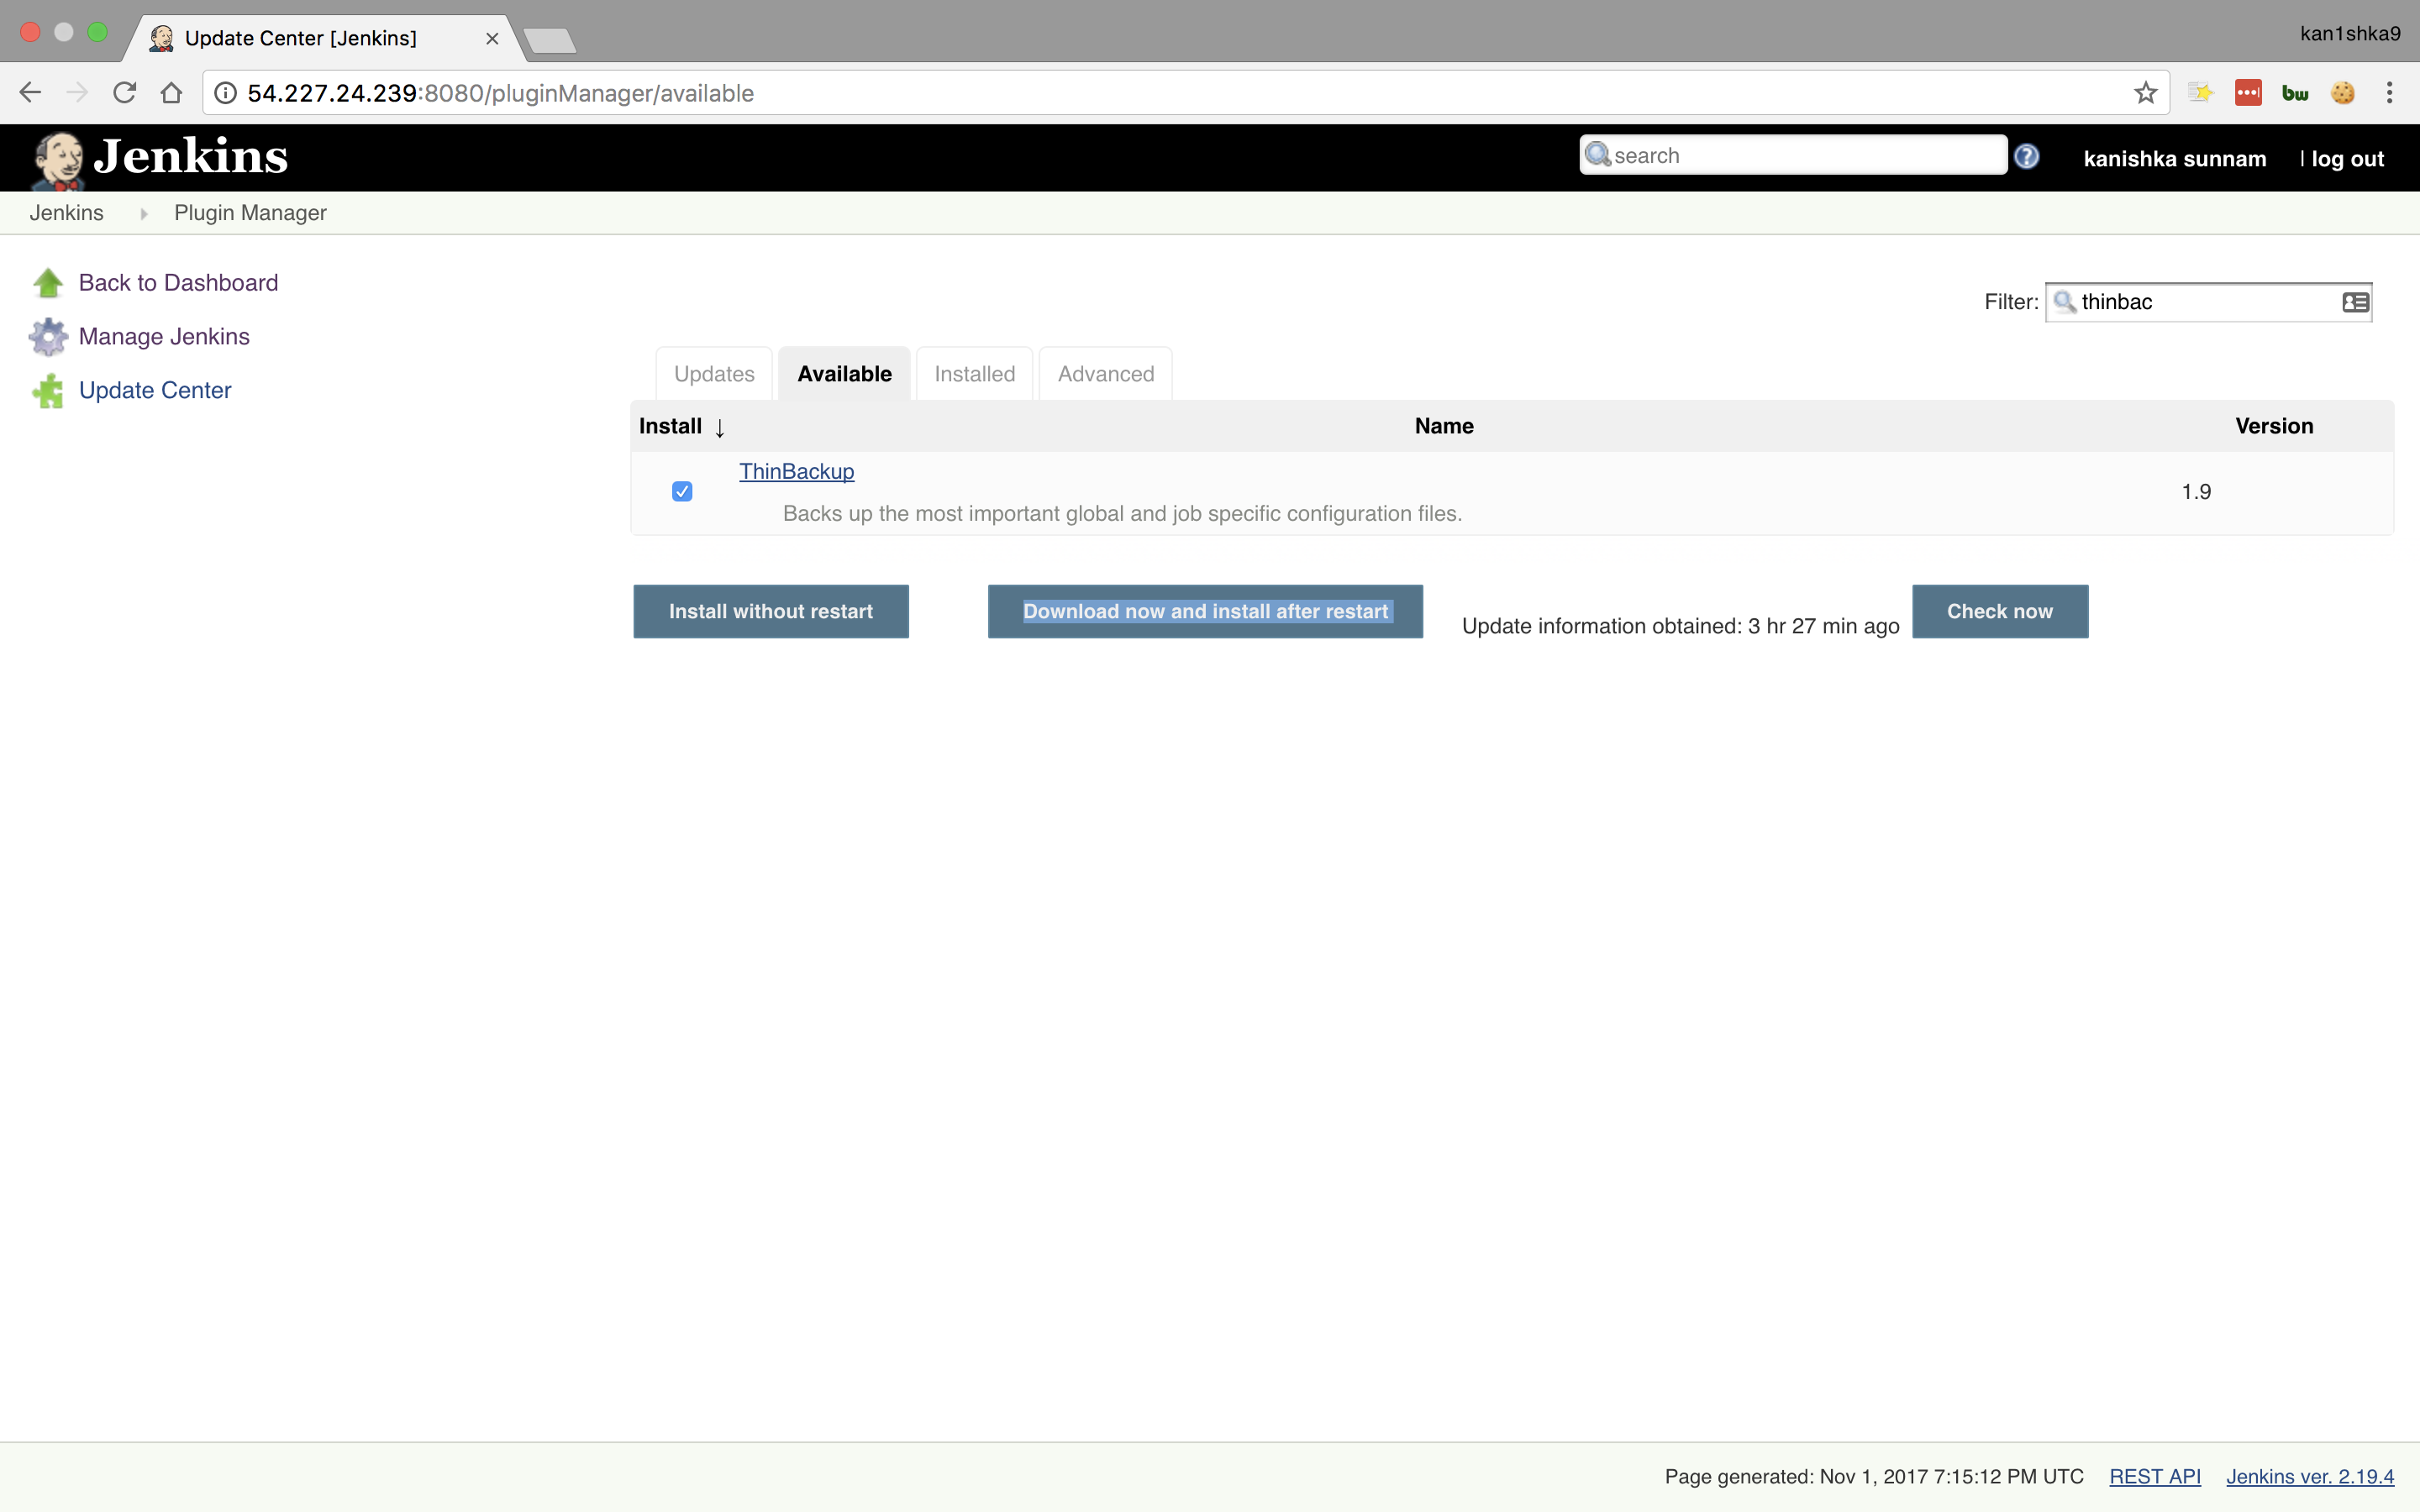 Update Center [Jenkins]
kan1shka9
54.227.24.239:8080/pluginManager/available
bw
Jenkins
search
kanishka sunnam
| log out
Jenkins
Plugin Manager
Back to Dashboard
Manage Jenkins
Update Center
Filter: thinbac
Updates
Available
Installed
Advanced
Install ↓
Name
Version
ThinBackup
Backs up the most important global and job specific configuration files.
1.9
Install without restart
Download now and install after restart
Update information obtained: 3 hr 27 min ago
Check now
Page generated: Nov 1, 2017 7:15:12 PM UTC
REST API
Jenkins ver. 2.19.4